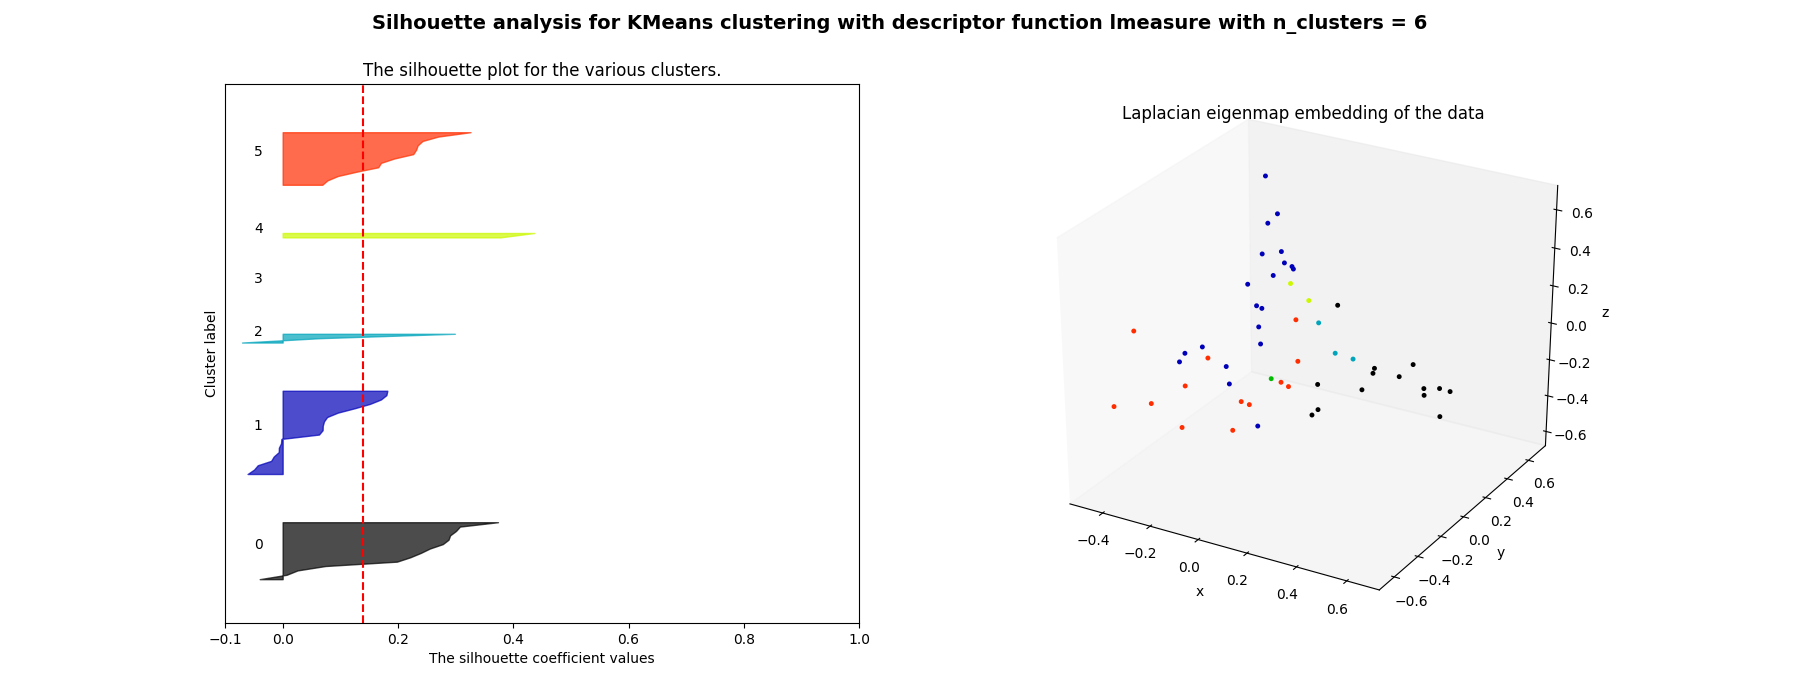 Silhouette analysis for KMeans clustering with descriptor function lmeasure with n_clusters = 6
The silhouette plot for the various clusters.
5
4
3
2
1
0
Cluster label
−0.1 0.0 0.2 0.4 0.6 0.8 1.0
The silhouette coefficient values
Laplacian eigenmap embedding of the data
0.6
0.4
0.2
0.0
−0.2
−0.4
−0.6
z
0.6
0.4
0.2
0.0
−0.2
−0.4
−0.6
y
−0.4
−0.2
0.0
0.2
0.4
0.6
x